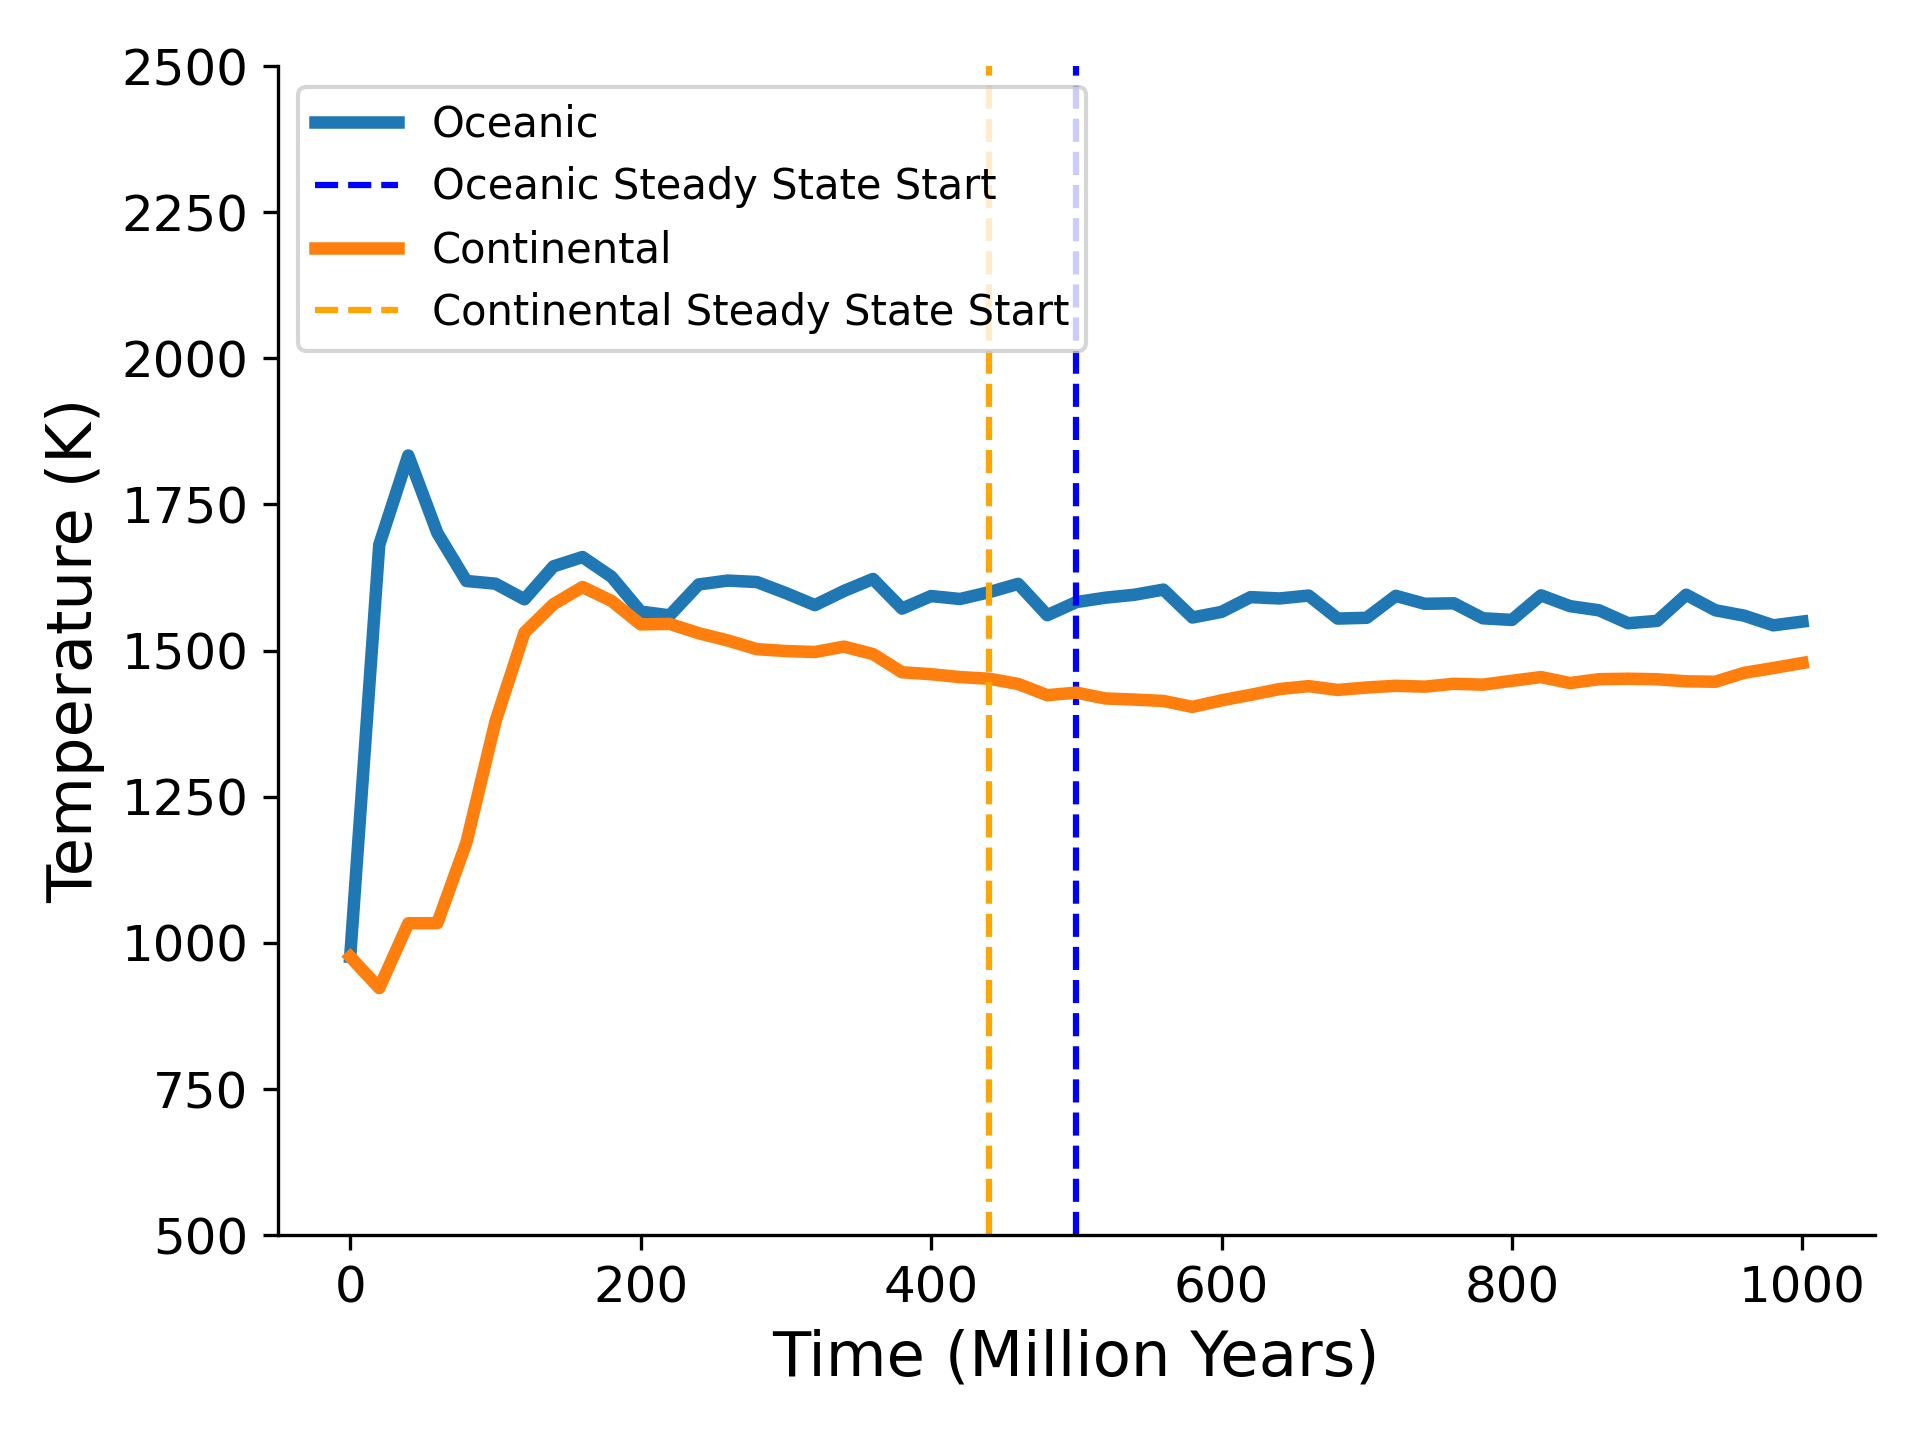 2500
2250
2000
1750
1500
1250
1000
750
500
Temperature (K)
Oceanic
Oceanic Steady State Start
Continental
Continental Steady State Start
0 200 400 600 800 1000
Time (Million Years)